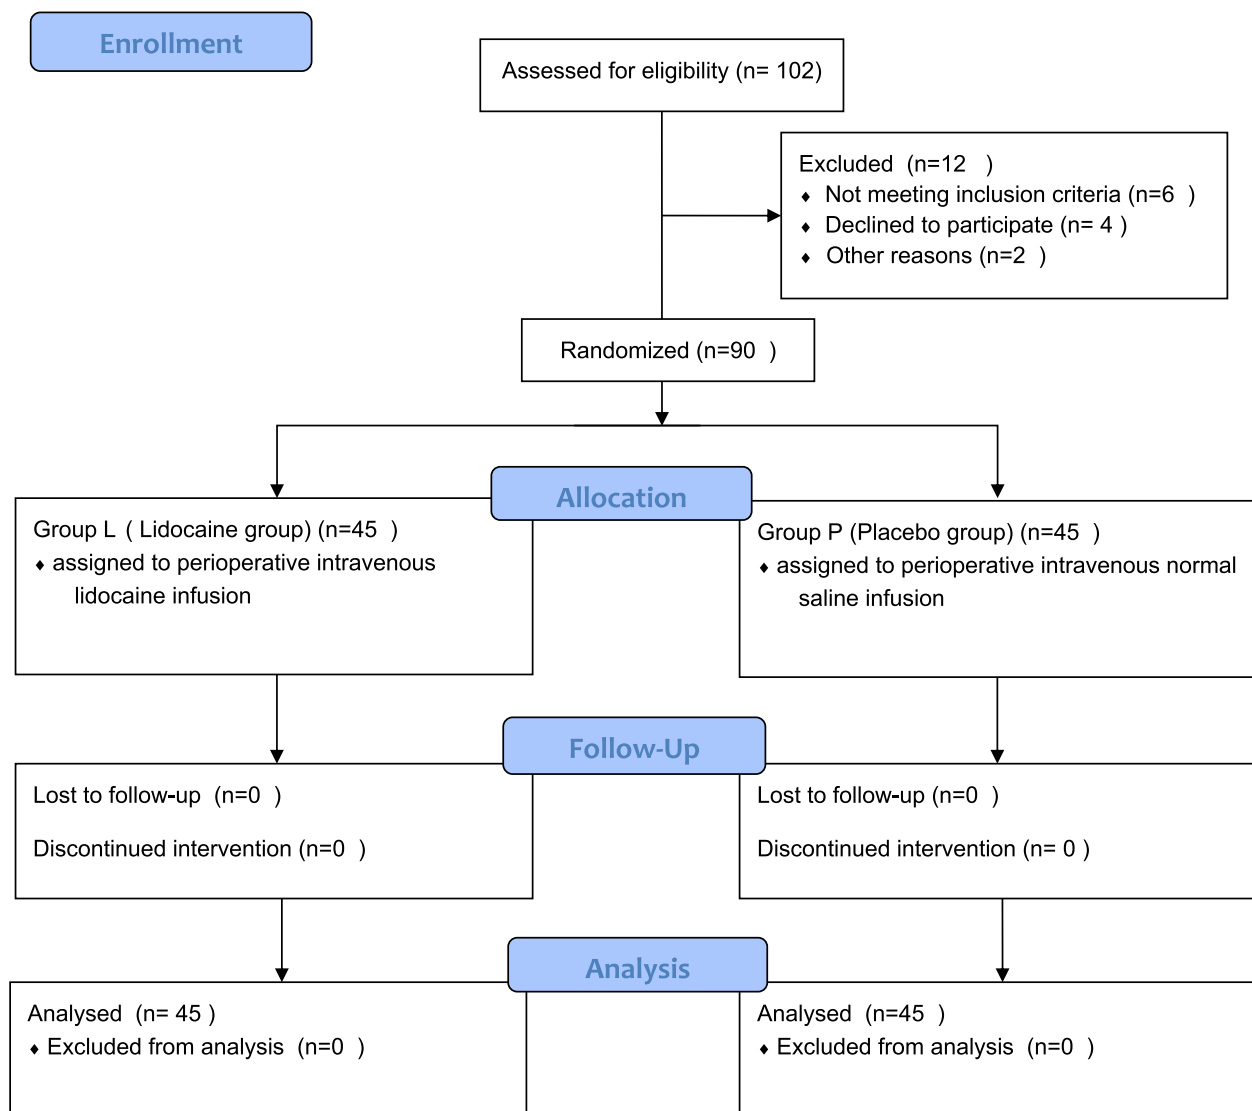 Enrollment
Assessed for eligibility (n= 102)
Excluded (n=12 )
♦ Not meeting inclusion criteria (n=6 )
♦ Declined to participate (n= 4 )
♦ Other reasons (n=2 )
Randomized (n=90 )
Allocation
Group L ( Lidocaine group) (n=45 )
♦ assigned to perioperative intravenous
lidocaine infusion
Group P (Placebo group) (n=45 )
♦ assigned to perioperative intravenous normal
saline infusion
Follow-Up
Lost to follow-up (n=0 )
Discontinued intervention (n=0 )
Lost to follow-up (n=0 )
Discontinued intervention (n= 0 )
Analysis
Analysed (n= 45 )
♦ Excluded from analysis (n=0 )
Analysed (n=45 )
♦ Excluded from analysis (n=0 )